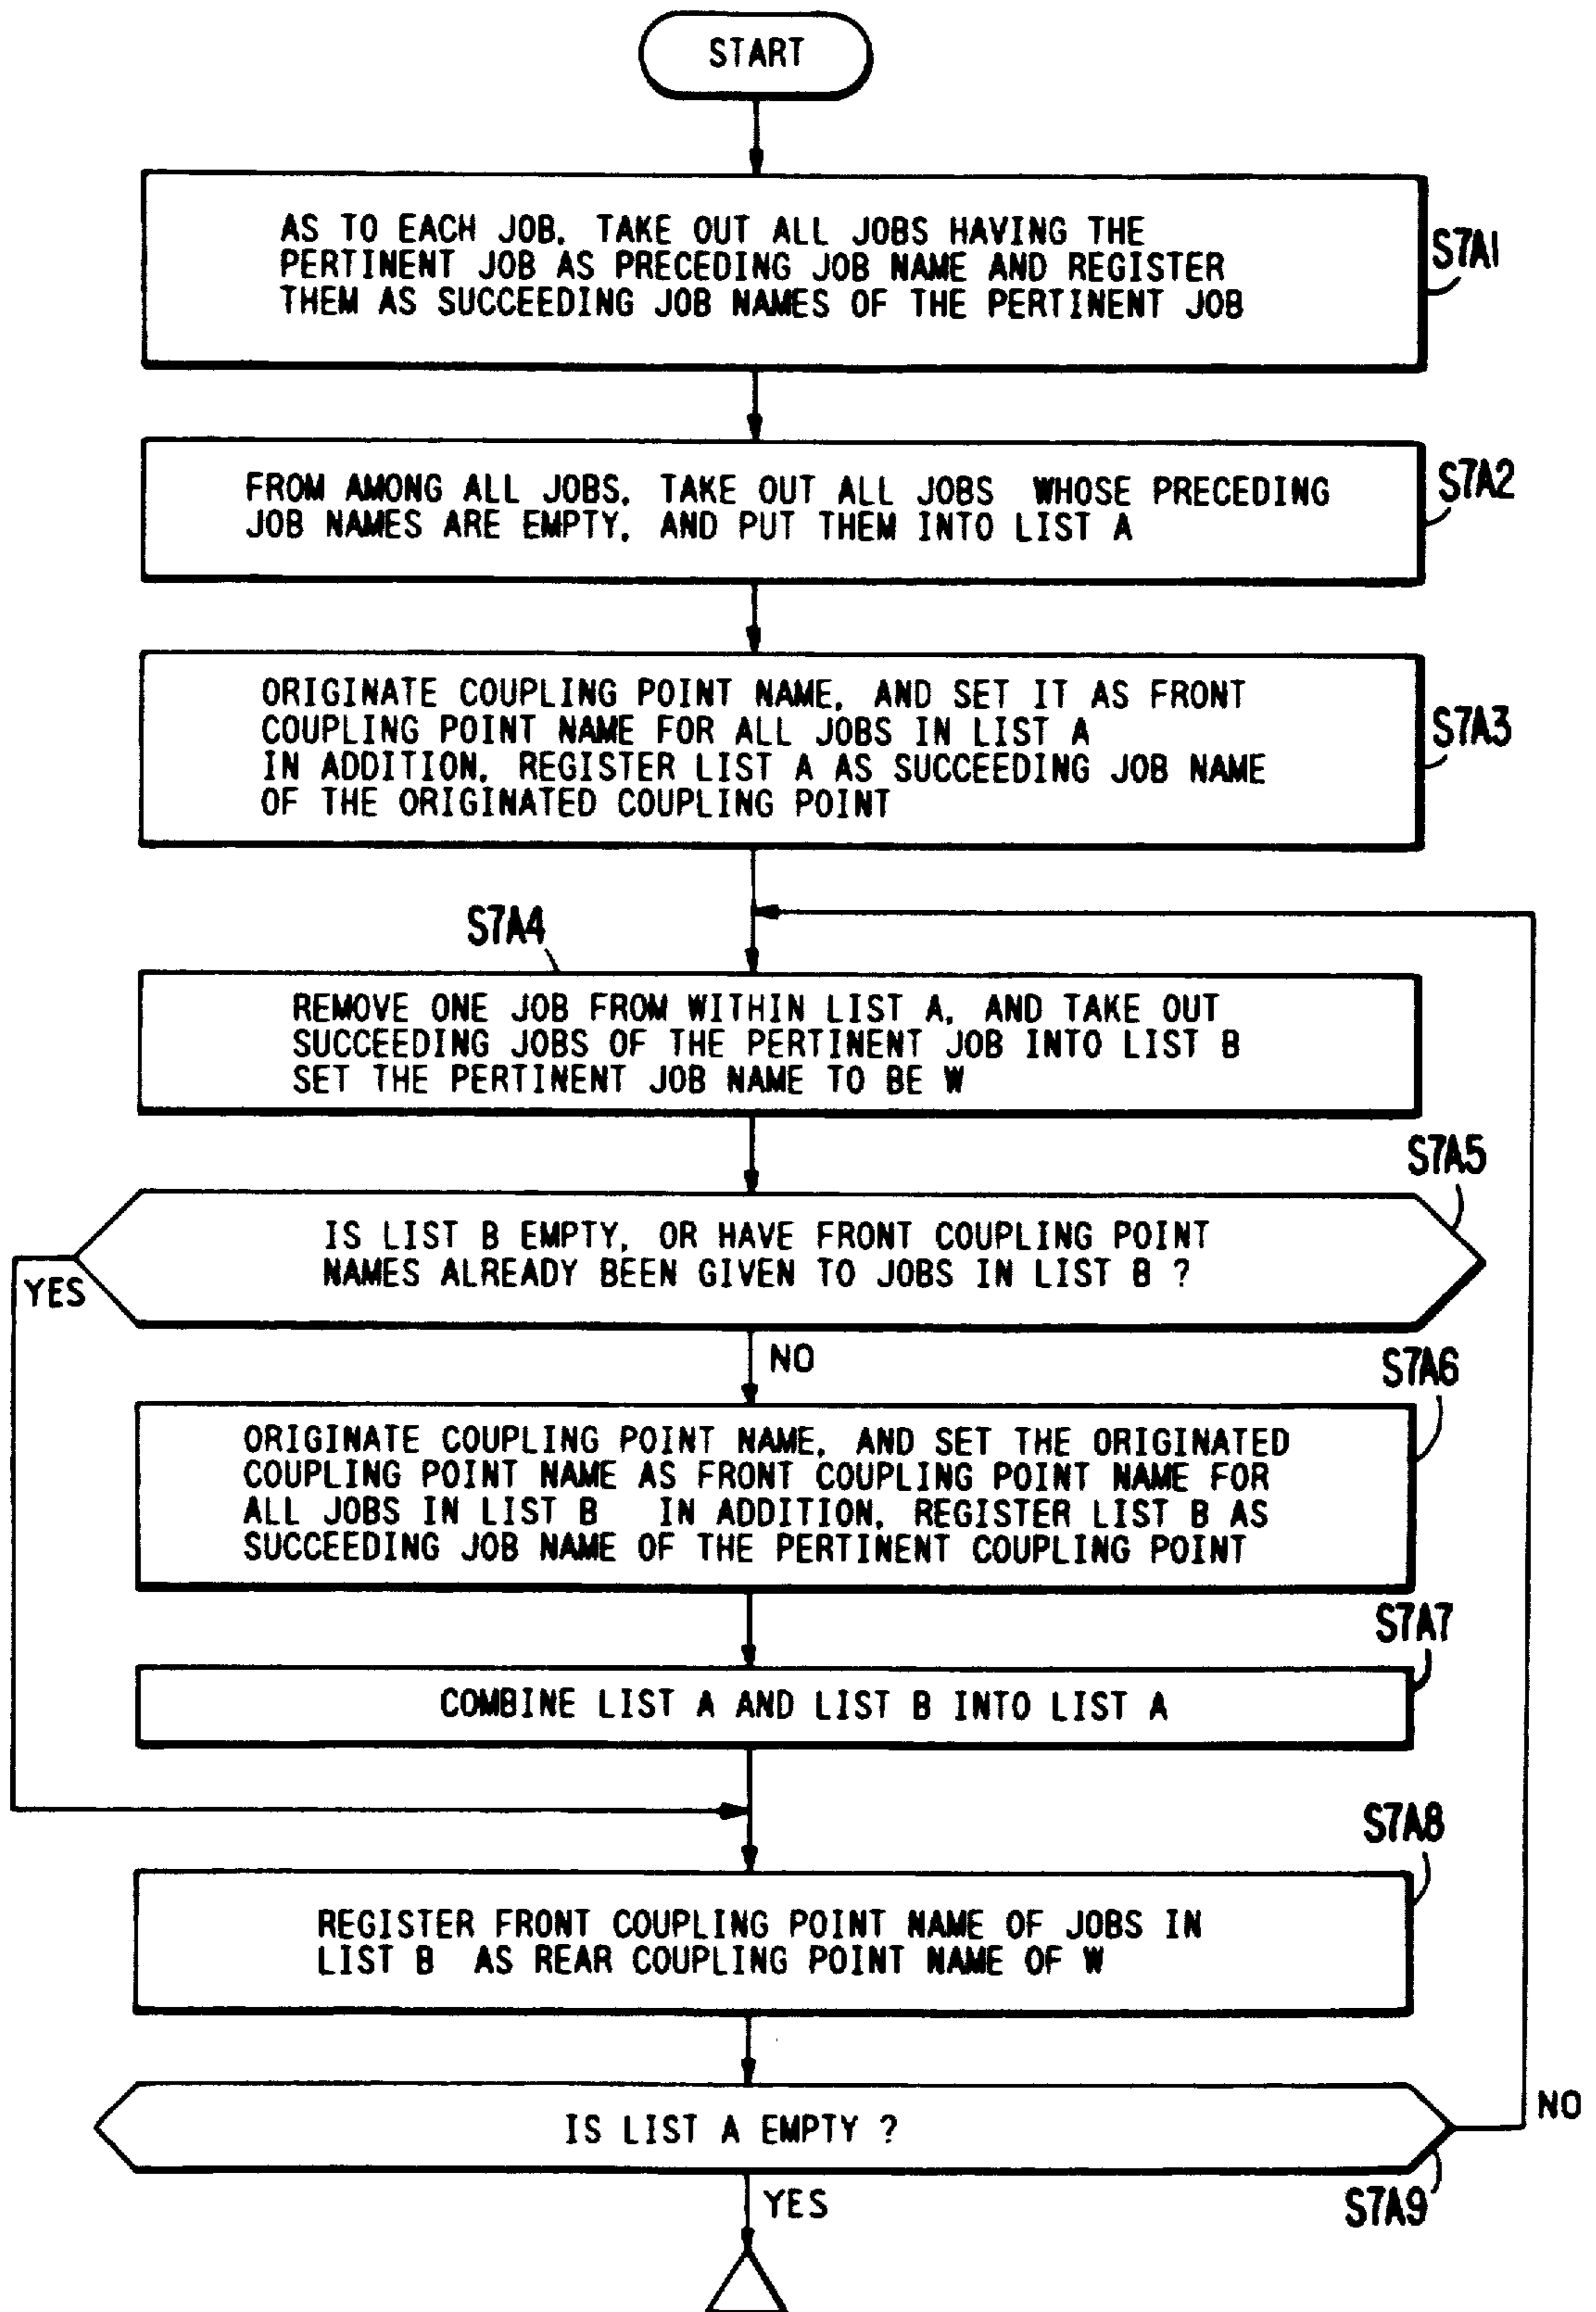 START
AS TO EACH JOB, TAKE OUT ALL JOBS HAVING THE
PERTINENT JOB AS PRECEDING JOB NAME AND REGISTER
THEM AS SUCCEEDING JOB NAMES OF THE PERTINENT JOB
S7A1
FROM AMONG ALL JOBS, TAKE OUT ALL JOBS WHOSE PRECEDING
JOB NAMES ARE EMPTY, AND PUT THEM INTO LIST A
S7A2
ORIGINATE COUPLING POINT NAME, AND SET IT AS FRONT
COUPLING POINT NAME FOR ALL JOBS IN LIST A
IN ADDITION, REGISTER LIST A AS SUCCEEDING JOB NAME
OF THE ORIGINATED COUPLING POINT
S7A3
S7A4
REMOVE ONE JOB FROM WITHIN LIST A, AND TAKE OUT
SUCCEEDING JOBS OF THE PERTINENT JOB INTO LIST B
SET THE PERTINENT JOB NAME TO BE W
S7A5
IS LIST B EMPTY, OR HAVE FRONT COUPLING POINT
NAMES ALREADY BEEN GIVEN TO JOBS IN LIST B ?
YES
NO
S7A6
ORIGINATE COUPLING POINT NAME, AND SET THE ORIGINATED
COUPLING POINT NAME AS FRONT COUPLING POINT NAME FOR
ALL JOBS IN LIST B IN ADDITION, REGISTER LIST B AS
SUCCEEDING JOB NAME OF THE PERTINENT COUPLING POINT
S7A7
COMBINE LIST A AND LIST B INTO LIST A
S7A8
REGISTER FRONT COUPLING POINT NAME OF JOBS IN
LIST B AS REAR COUPLING POINT NAME OF W
IS LIST A EMPTY ?
NO
S7A9
YES